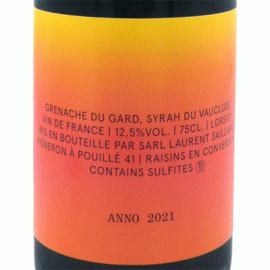 GRENACHE DU GARD, SYRAH DU VAUCLUSE
VIN DE FRANCE | 12,5%VOL. | 75CL. | LGRSK21
MIS EN BOUTEILLE PAR SARL LAURENT SAILLARD
VIGNERON À POUILLÉ 41 | RAISINS EN CONVERSION
CONTAINS SULFITES
ANNO 2021